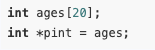 int ages[20];
int *pint = ages;